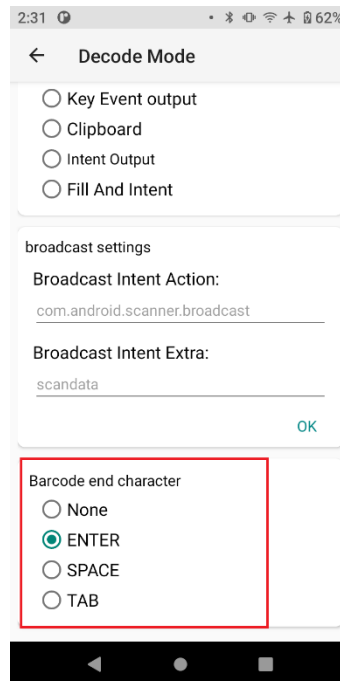 2:31 62%
Decode Mode
Key Event output
Clipboard
Intent Output
Fill And Intent
broadcast settings
Broadcast Intent Action:
com.android.scanner.broadcast
Broadcast Intent Extra:
scandata
OK
Barcode end character
None
ENTER
SPACE
TAB